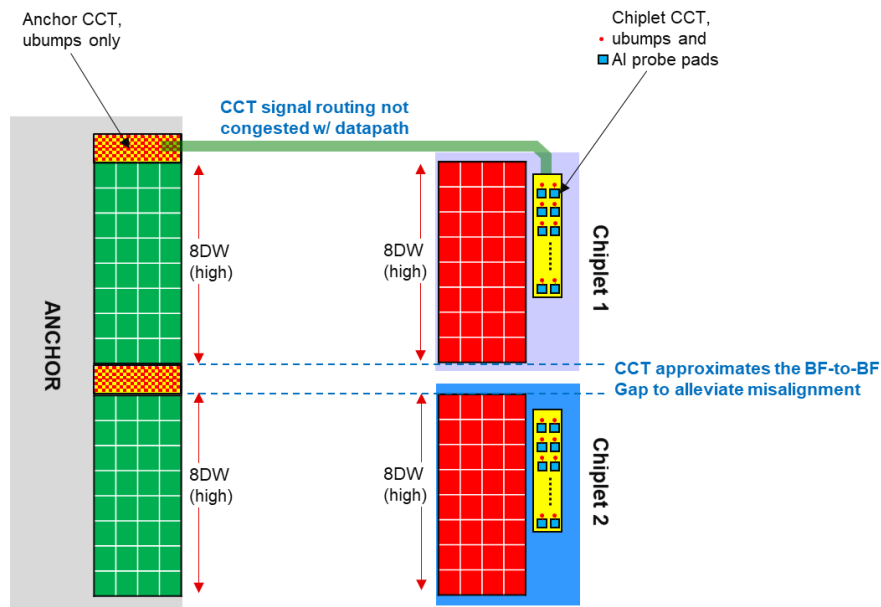 Anchor CCT,
ubumps only
Chiplet CCT,
ubumps and
Al probe pads
CCT signal routing not
congested w/ datapath
8DW
(high)
8DW
(high)
ANCHOR
Chiplet 1
CCT approximates the BF-to-BF
Gap to alleviate misalignment
8DW
(high)
8DW
(high)
Chiplet 2